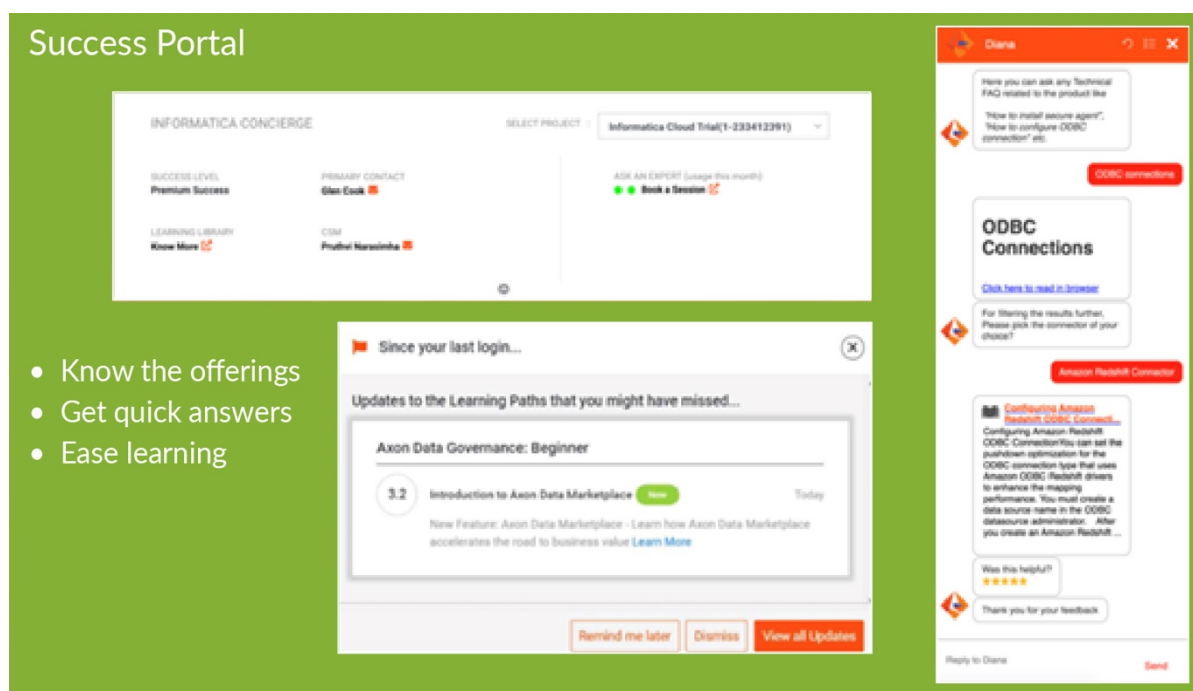 Success Portal
INFORMATICA CONCIERGE
SELECT PROJECT :
Informatica Cloud Trial(1-233412391)
SUCCESS LEVEL
Premium Success
PRIMARY CONTACT
Glen Cook
ASK AN EXPERT (usage this month)
Book a Session
LEARNING LIBRARY
Know More
CSM
Pruthvi Narasimha
• Know the offerings
• Get quick answers
• Ease learning
Since your last login...
Updates to the Learning Paths that you might have missed...
Axon Data Governance: Beginner
3.2 Introduction to Axon Data Marketplace New Today
New Feature: Axon Data Marketplace - Learn how Axon Data Marketplace
accelerates the road to business value Learn More
Remind me later
Dismiss
View all Updates
Diana
Here you can ask any Technical
FAQ related to the product like
"How to install secure agent",
"How to configure ODBC
connection" etc.
ODBC connections
ODBC
Connections
Click here to read in browser
For filtering the results further,
Please pick the connector of your
choice?
Amazon Redshift Connector
Configuring Amazon
Redshift ODBC Connecti...
Configuring Amazon Redshift
ODBC ConnectionYou can set the
pushdown optimization for the
ODBC connection type that uses
Amazon ODBC Redshift drivers
to enhance the mapping
performance. You must create a
data source name in the ODBC
datasource administrator. After
you create an Amazon Redshift ...
Was this helpful?
Thank you for your feedback
Reply to Diana
Send